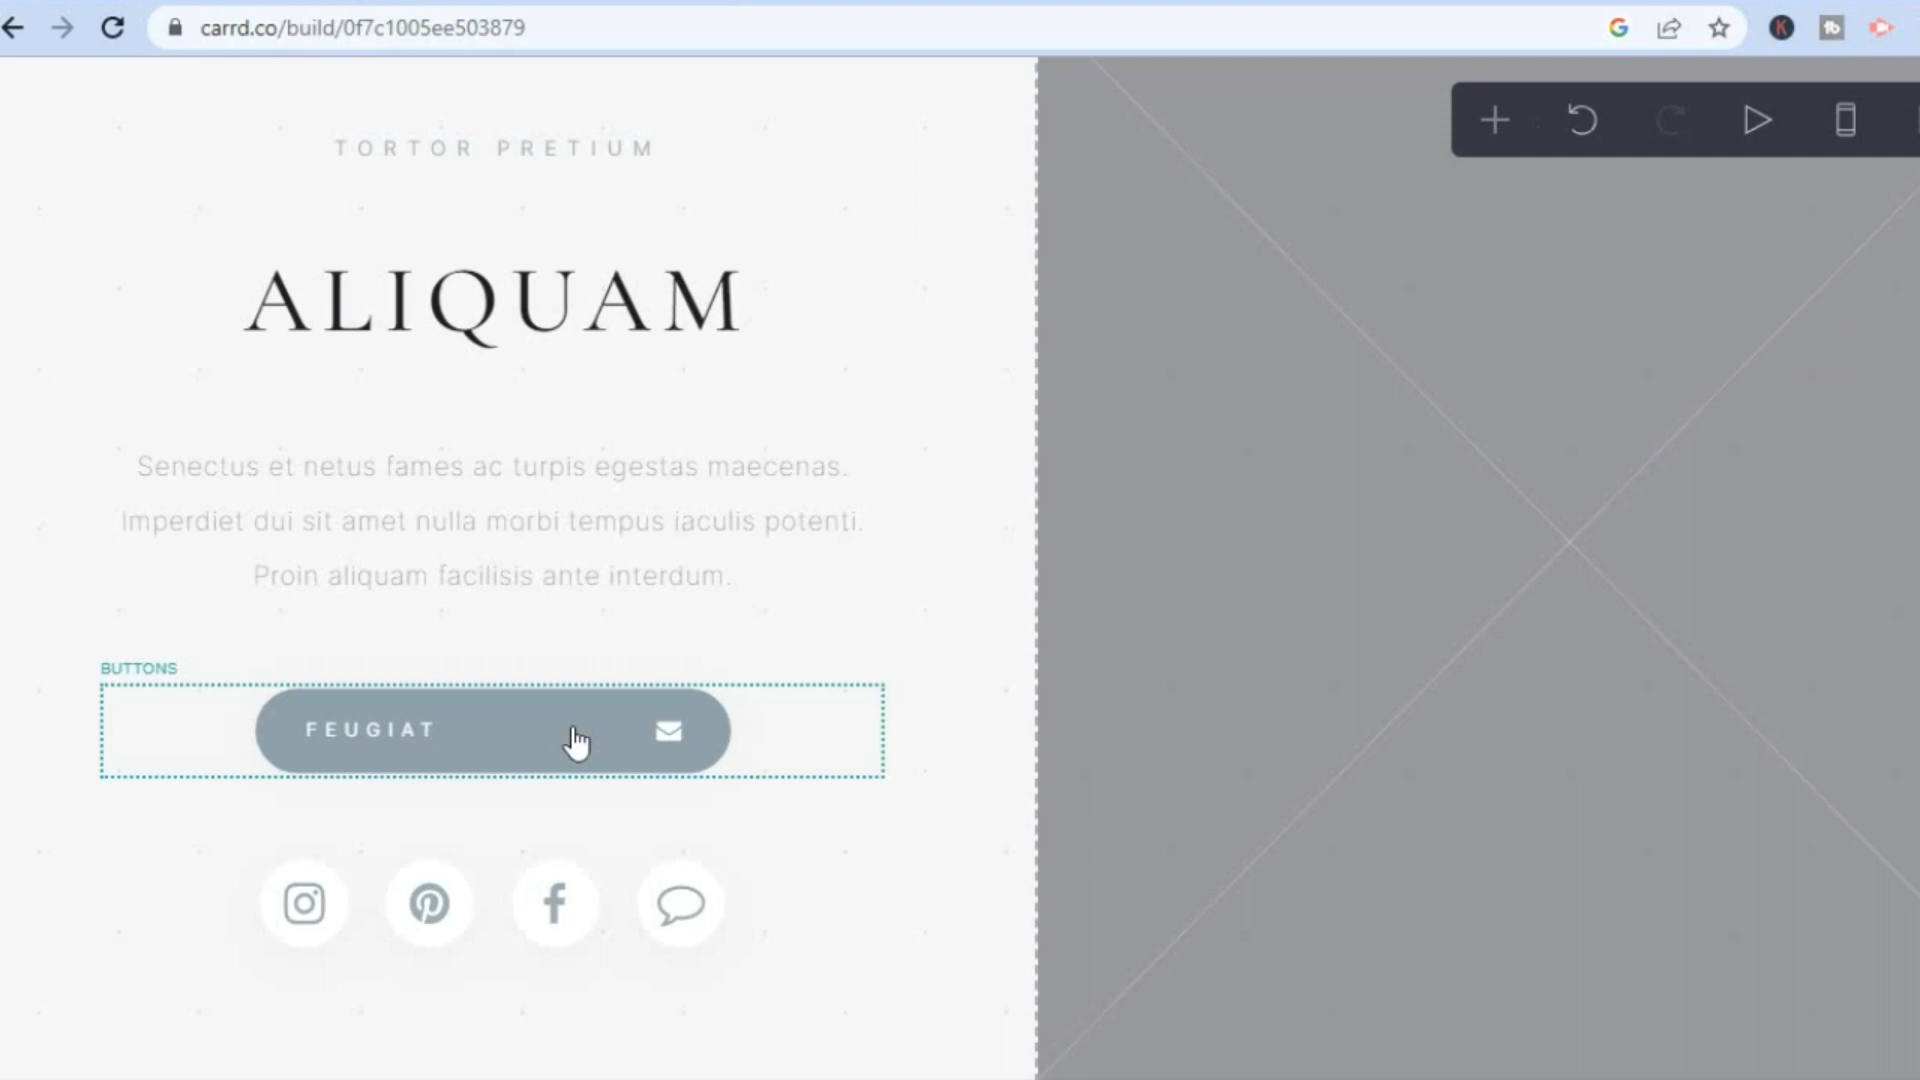 carrd.co/build/0f7c1005ee503879
TORTOR PRETIUM
ALIQUAM
Senectus et netus fames ac turpis egestas maecenas.
Imperdiet dui sit amet nulla morbi tempus iaculis potenti.
Proin aliquam facilisis ante interdum.
BUTTONS
FEUGIAT